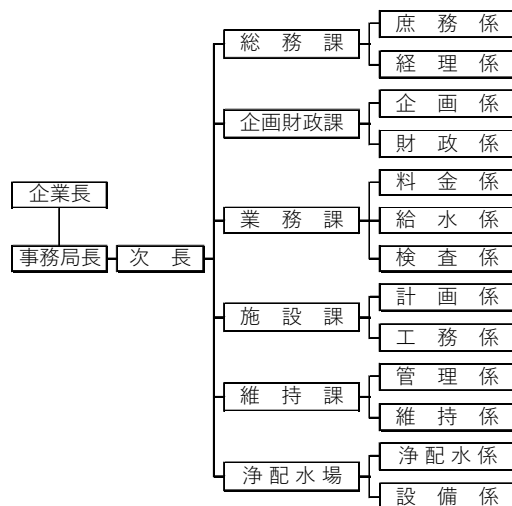 企業長
事務局長
次長
総務課
庶務係
経理係
企画財政課
企画係
財政係
業務課
料金係
給水係
検査係
施設課
計画係
工務係
維持課
管理係
維持係
浄配水場
浄配水係
設備係